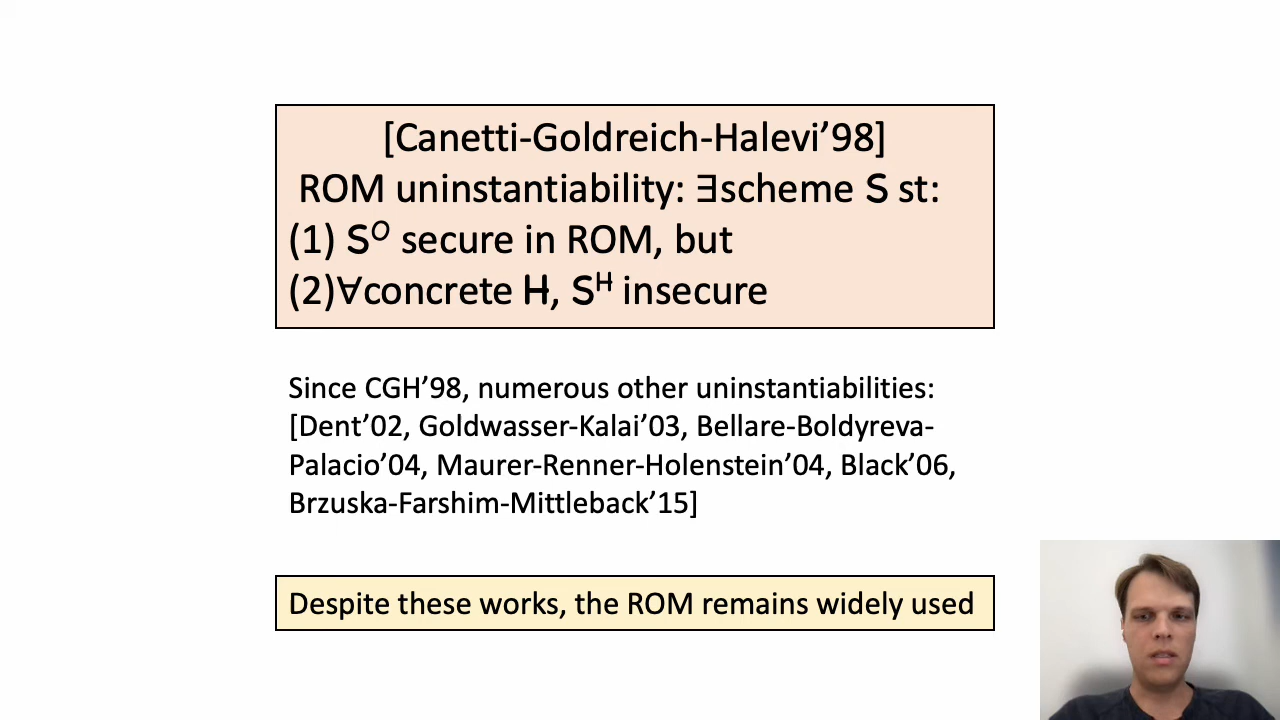 [Canetti-Goldreich-Halevi’98]
ROM uninstantiability: ∃scheme S st:
(1) S^O secure in ROM, but
(2)∀concrete H, S^H insecure
Since CGH’98, numerous other uninstantiabilities:
[Dent’02, Goldwasser-Kalai’03, Bellare-Boldyreva-
Palacio’04, Maurer-Renner-Holenstein’04, Black’06,
Brzuska-Farshim-Mittleback’15]
Despite these works, the ROM remains widely used